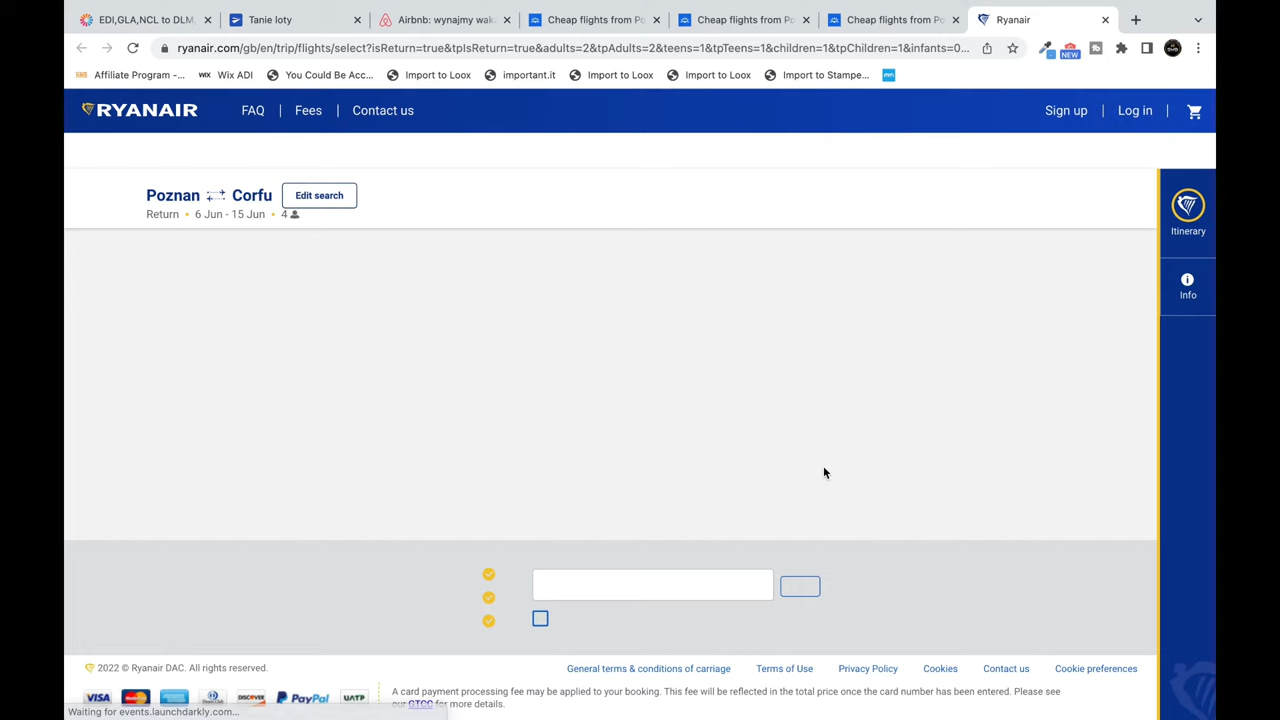 EDI,GLA,NCL to DLM,
Tanie loty
Airbnb: wynajmy wak
Cheap flights from Po
Cheap flights from Po
Cheap flights from Po
Ryanair
ryanair.com/gb/en/trip/flights/select?isReturn=true&tpIsReturn=true&adults=2&tpAdults=2&teens=1&tpTeens=1&children=1&tpChildren=1&infants=0...
NEW
Affiliate Program -...
WIX
Wix ADI
You Could Be Acc...
Import to Loox
important.it
Import to Loox
Import to Loox
Import to Stampe...
RYANAIR
FAQ
Fees
Contact us
Sign up
Log in
Poznan
Corfu
Edit search
Return • 6 Jun - 15 Jun • 4
Itinerary
Info
2022 © Ryanair DAC. All rights reserved.
General terms & conditions of carriage
Terms of Use
Privacy Policy
Cookies
Contact us
Cookie preferences
VISA
DISCOVER
PayPal
UATP
A card payment processing fee may be applied to your booking. This fee will be reflected in the total price once the card number has been entered. Please see
our GTCC for more details.
Waiting for events.launchdarkly.com...